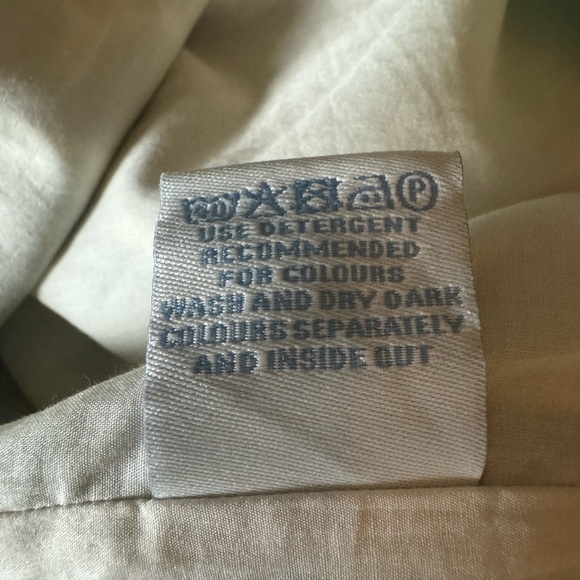 P
USE DETERGENT
RECOMMENDED
FOR COLOURS
WASH AND DRY DARK
COLOURS SEPARATELY
AND INSIDE OUT